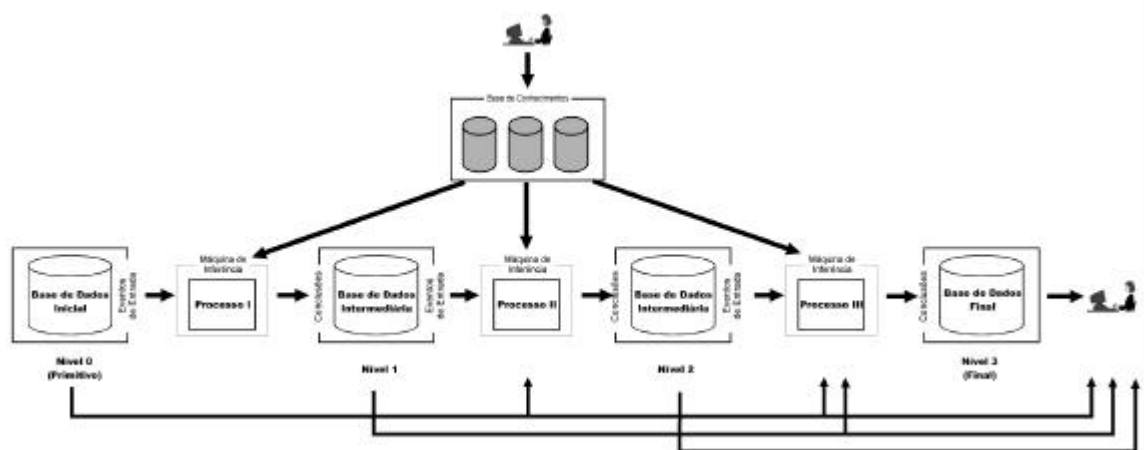 Base de Conhecimentos
Base de Dados
Inicial
Eventos
de Entrada
Máquina de
Inferência
Processo I
Conclusões
Base de Dados
Intermediária
Eventos
de Entrada
Máquina de
Inferência
Processo II
Conclusões
Base de Dados
Intermediária
Eventos
de Entrada
Máquina de
Inferência
Processo III
Conclusões
Base de Dados
Final
Nível 0
(Primitivo)
Nível 1
Nível 2
Nível 3
(Final)